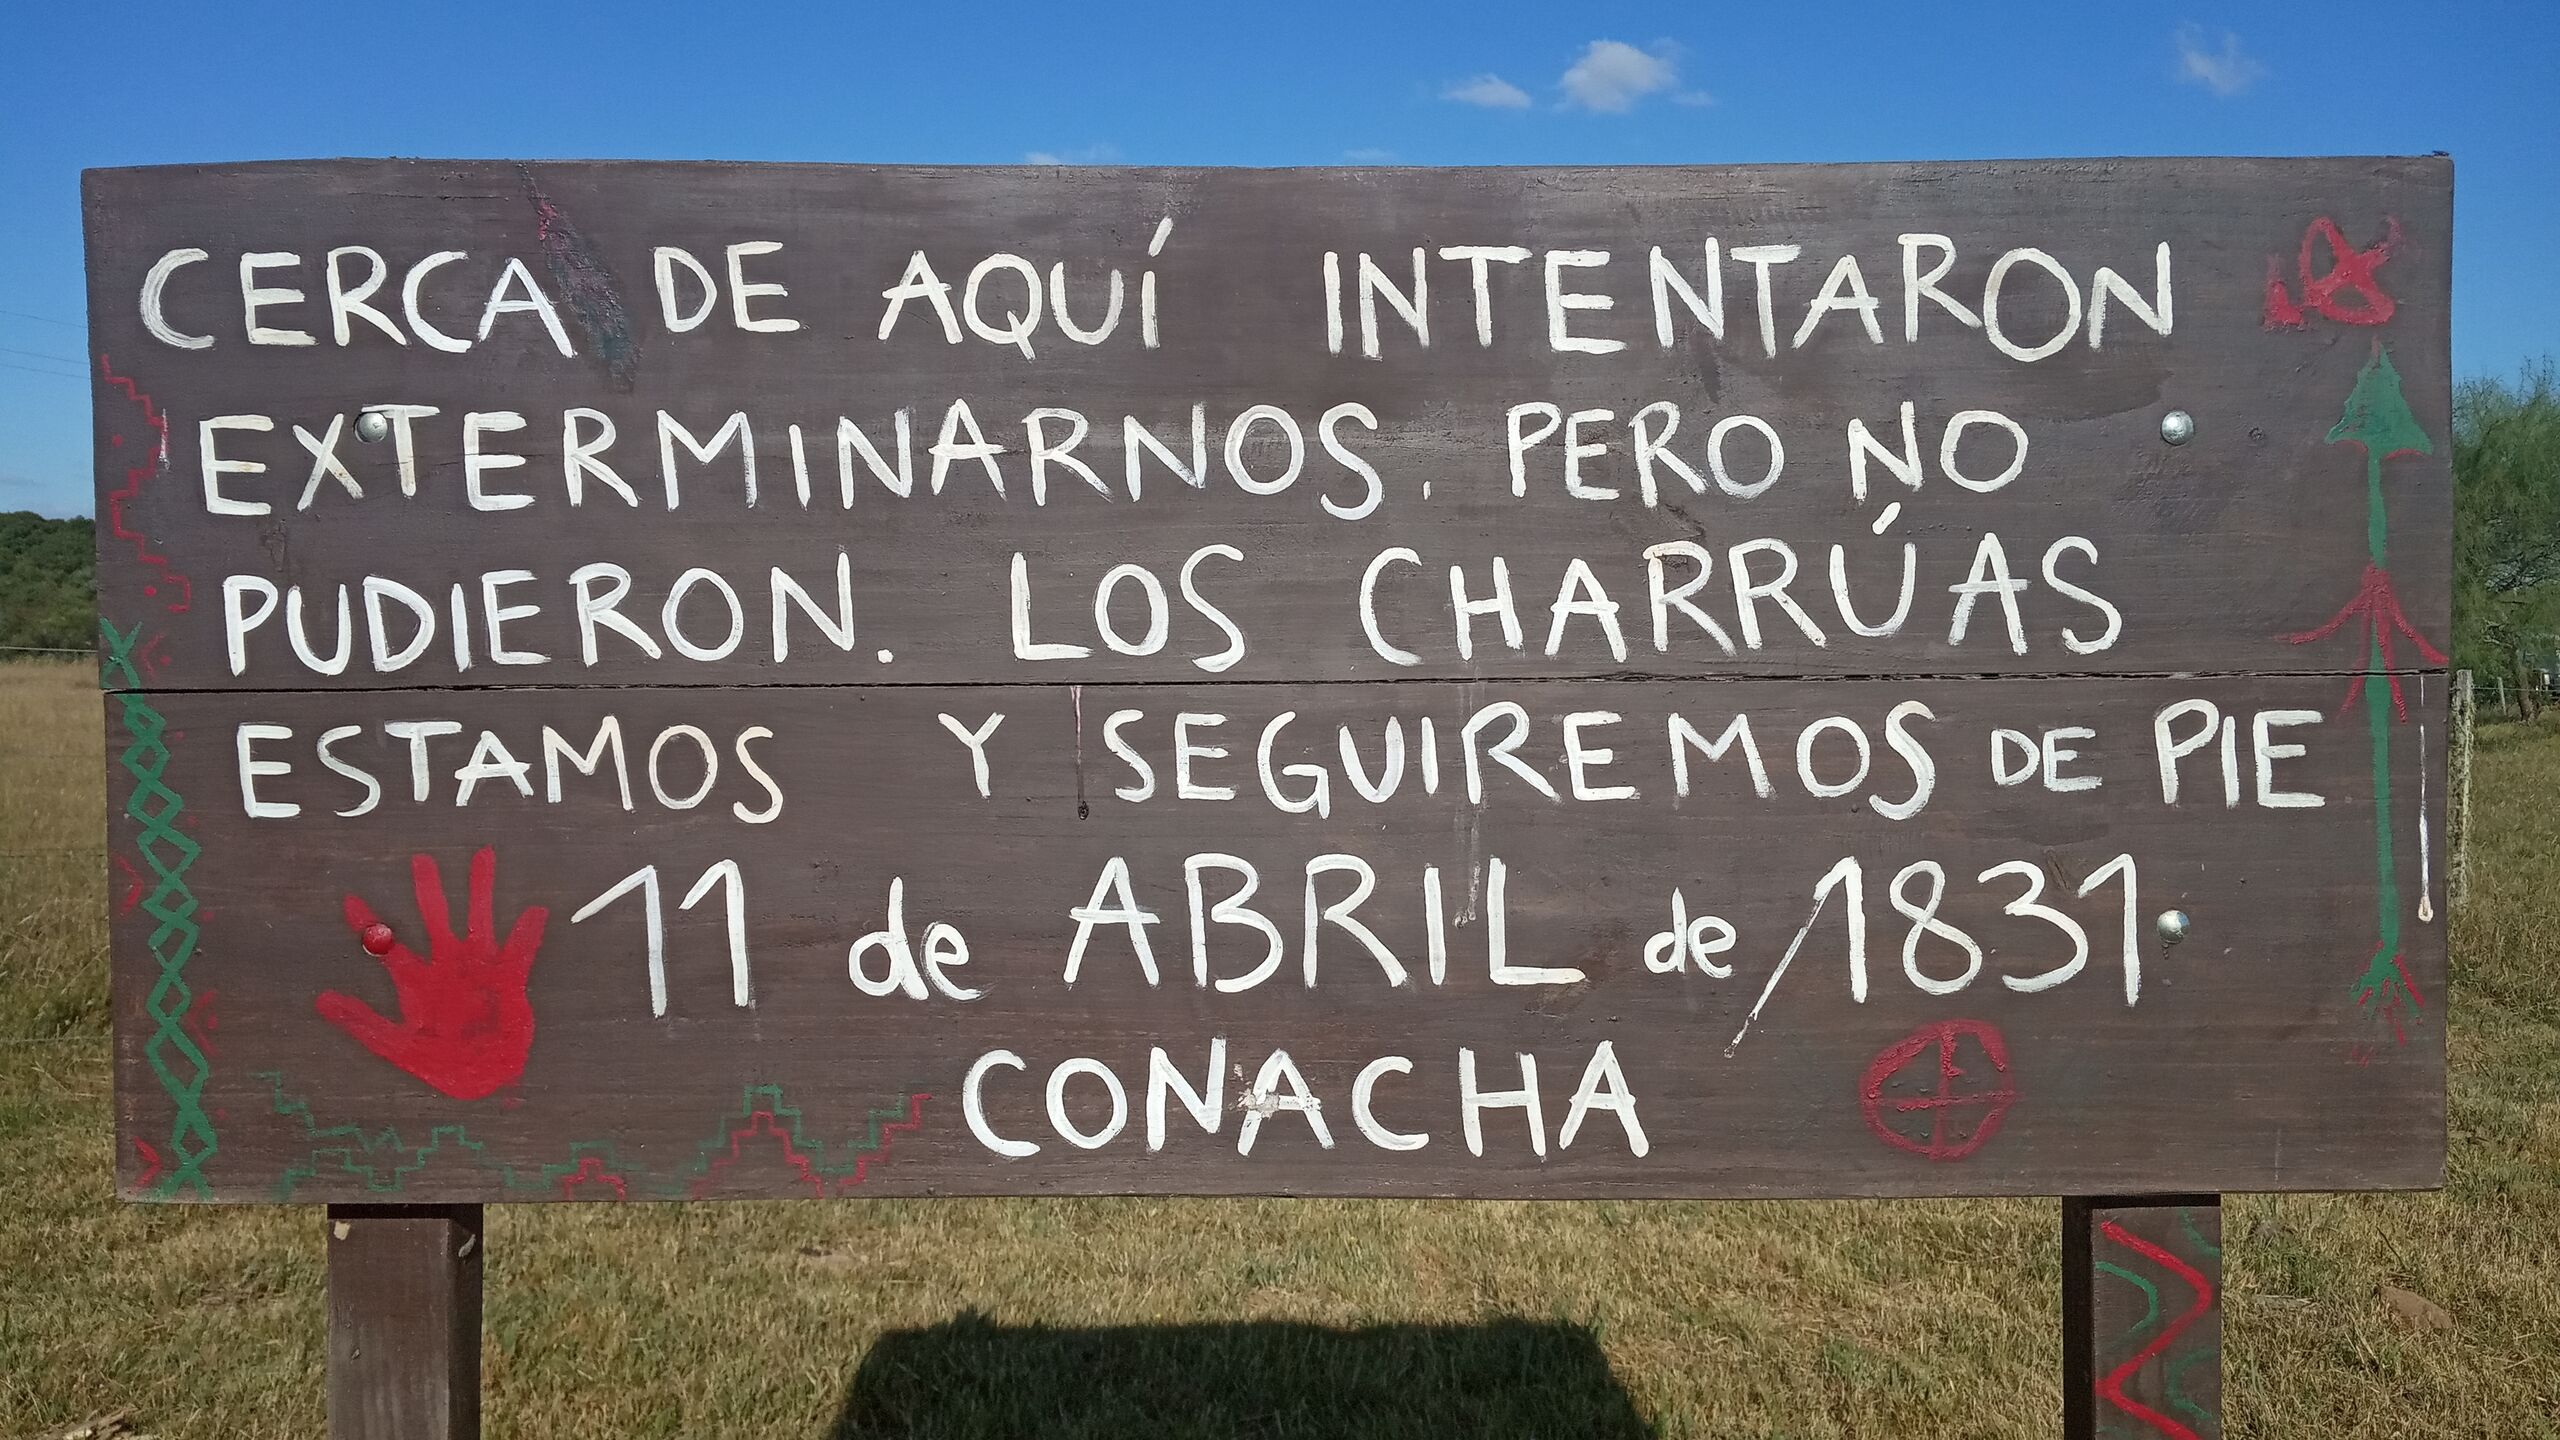 CERCA DE AQUÍ INTENTARON
EXTERMINARNOS. PERO NO
PUDIERON. LOS CHARRÚAS
ESTAMOS Y SEGUIREMOS DE PIE
11 de ABRIL de 1831
CONACHA